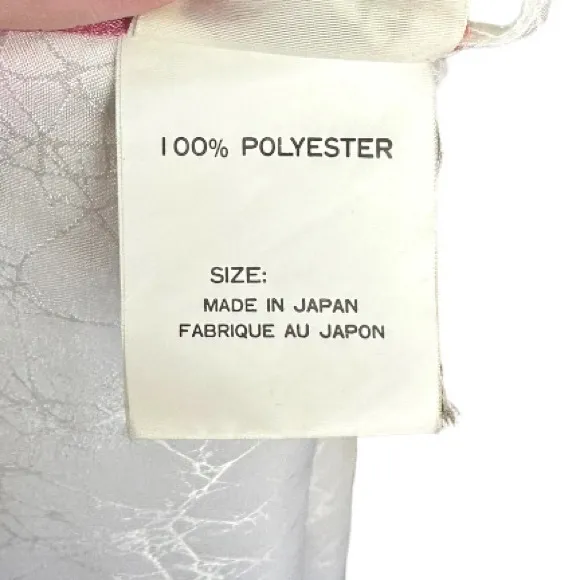 100% POLYESTER
SIZE:
MADE IN JAPAN
FABRIQUE AU JAPON